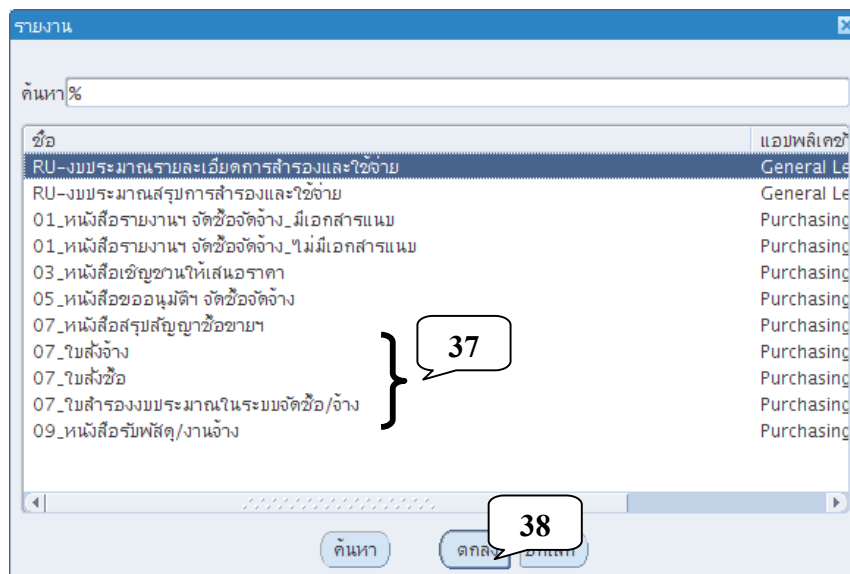 รายงาน
ค้นหา %
ชื่อ แอปพลิเคชั
RU-งบประมาณรายละเอียดการสำรองและใช้จ่าย General Le
RU-งบประมาณสรุปการสำรองและใช้จ่าย General Le
01_หนังสือรายงานฯ จัดซื้อจัดจ้าง_มีเอกสารแนบ Purchasing
01_หนังสือรายงานฯ จัดซื้อจัดจ้าง_ไม่มีเอกสารแนบ Purchasing
03_หนังสือเชิญชวนให้เสนอราคา Purchasing
05_หนังสือขออนุมัติฯ จัดซื้อจัดจ้าง Purchasing
07_หนังสือสรุปสัญญาซื้อขายฯ Purchasing
07_ใบสั่งจ้าง Purchasing
37
07_ใบสั่งซื้อ Purchasing
07_ใบสำรองงบประมาณในระบบจัดซื้อ/จ้าง Purchasing
09_หนังสือรับพัสดุ/งานจ้าง Purchasing
38
ค้นหา ตกลง ยกเลิก